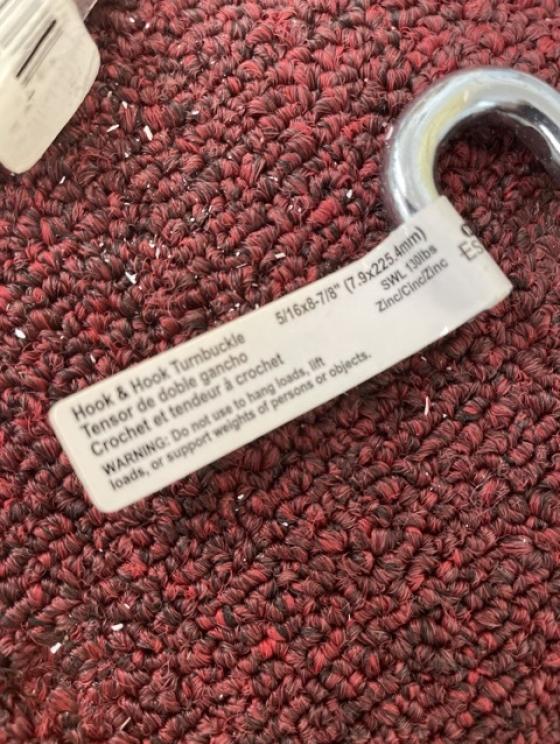 Hook & Hook Turnbuckle
Tensor de doble gancho
Crochet et tendeur à crochet
WARNING: Do not use to hang loads, lift
loads, or support weights of persons or objects.
5/16x8-7/8" (7.9x225.4mm)
SWL 130lbs
Zinc/Cinc/Zinc